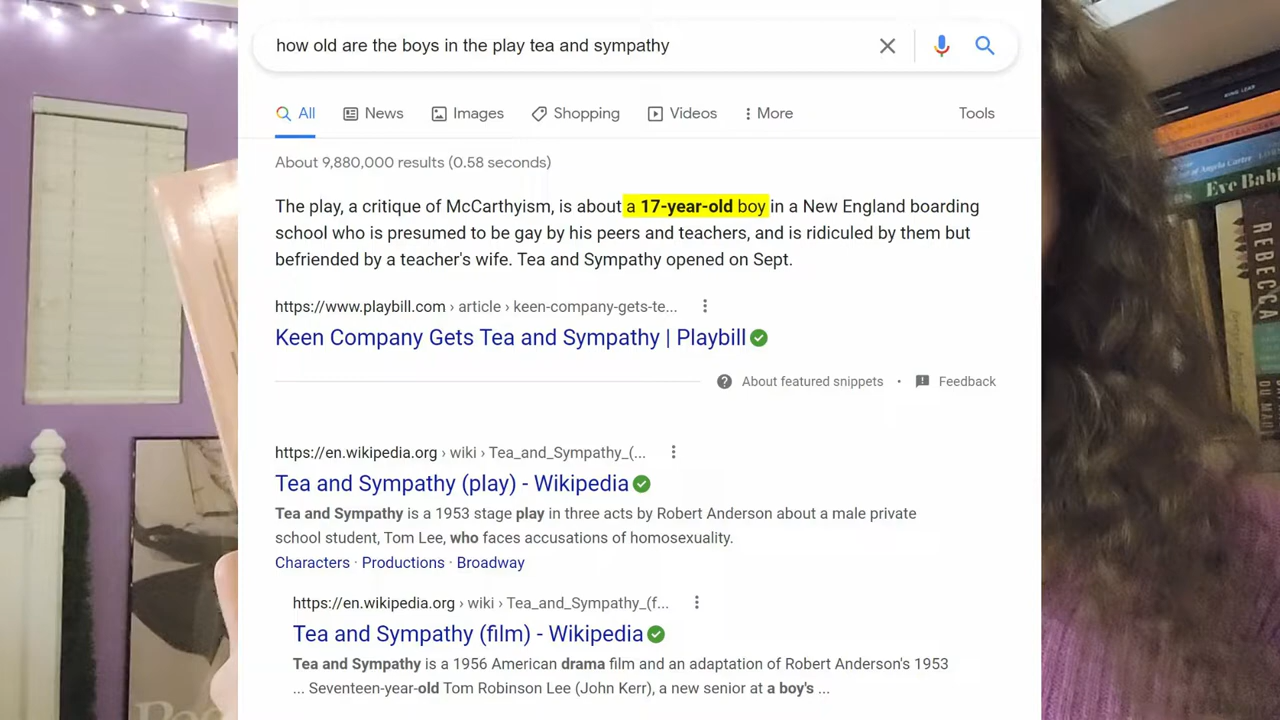 how old are the boys in the play tea and sympathy
All
News
Images
Shopping
Videos
More
Tools
About 9,880,000 results (0.58 seconds)
The play, a critique of McCarthyism, is about a 17-year-old boy in a New England boarding
school who is presumed to be gay by his peers and teachers, and is ridiculed by them but
befriended by a teacher's wife. Tea and Sympathy opened on Sept.
https://www.playbill.com › article › keen-company-gets-te...
Keen Company Gets Tea and Sympathy | Playbill
About featured snippets • Feedback
https://en.wikipedia.org › wiki › Tea_and_Sympathy_(...
Tea and Sympathy (play) - Wikipedia
Tea and Sympathy is a 1953 stage play in three acts by Robert Anderson about a male private
school student, Tom Lee, who faces accusations of homosexuality.
Characters · Productions · Broadway
https://en.wikipedia.org › wiki › Tea_and_Sympathy_(f...
Tea and Sympathy (film) - Wikipedia
Tea and Sympathy is a 1956 American drama film and an adaptation of Robert Anderson's 1953
... Seventeen-year-old Tom Robinson Lee (John Kerr), a new senior at a boy's ...
KING LEAR
of Angela Carter
Eve Babi
REBECCA
DU MAU